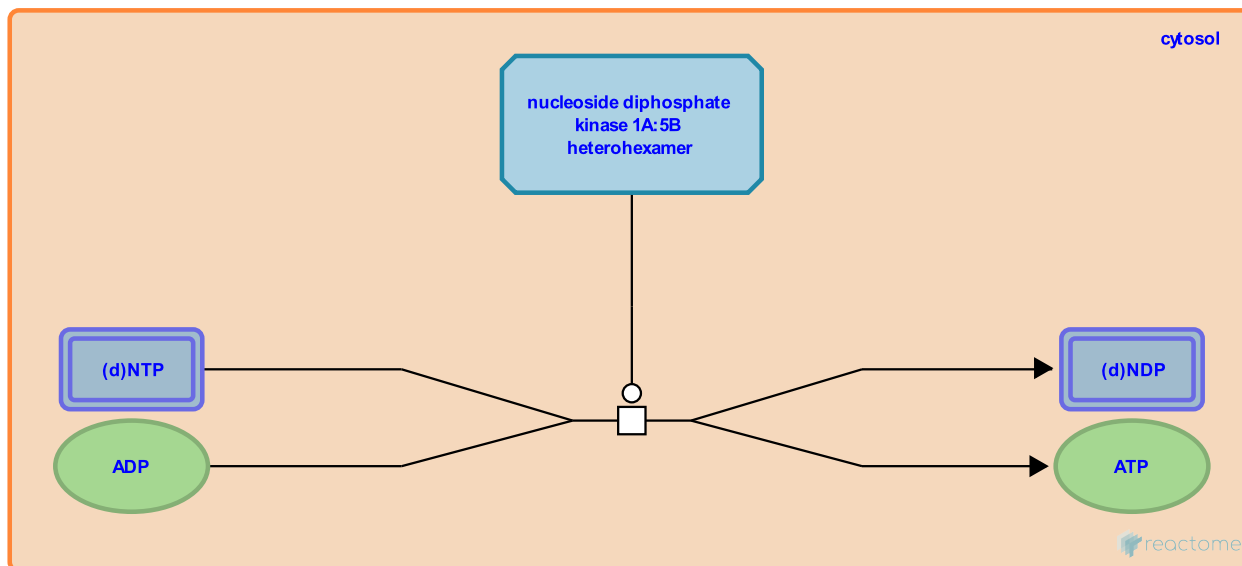 cytosol
nucleoside diphosphate
kinase 1A:5B
heterohexamer
(d)NTP
(d)NDP
ADP
ATP
reactome